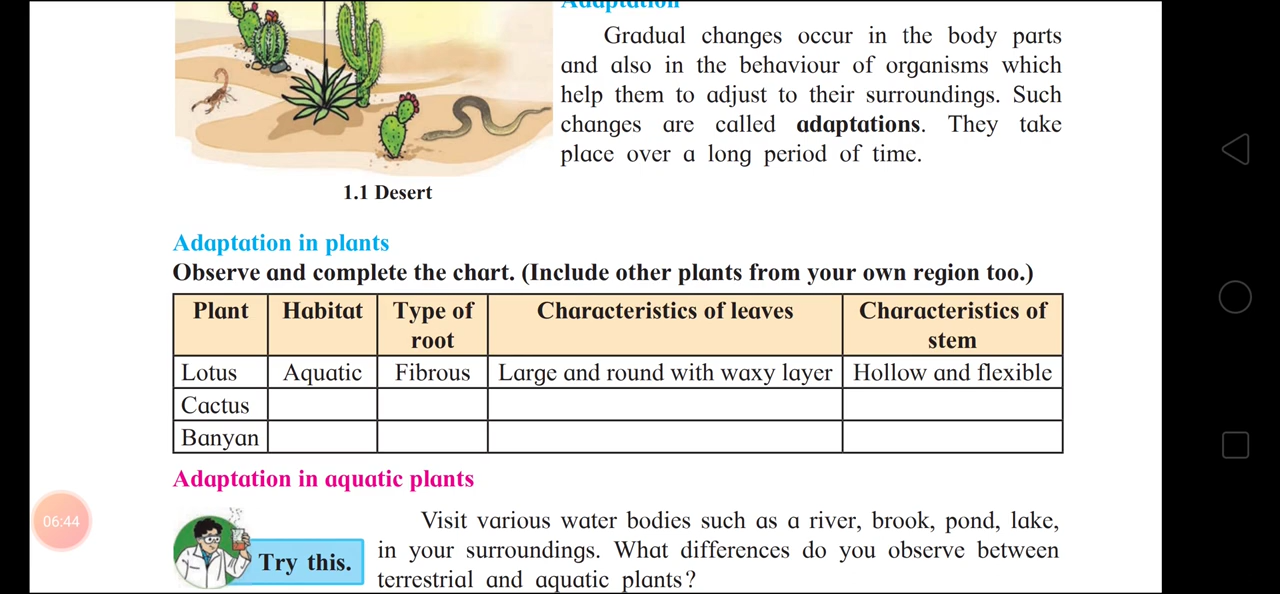 Adaptation
Gradual changes occur in the body parts
and also in the behaviour of organisms which
help them to adjust to their surroundings. Such
changes are called adaptations. They take
place over a long period of time.
1.1 Desert
Adaptation in plants
Observe and complete the chart. (Include other plants from your own region too.)
Plant Habitat Type of root Characteristics of leaves Characteristics of stem
Lotus Aquatic Fibrous Large and round with waxy layer Hollow and flexible
Cactus
Banyan
Adaptation in aquatic plants
06:44
Try this.
Visit various water bodies such as a river, brook, pond, lake,
in your surroundings. What differences do you observe between
terrestrial and aquatic plants?